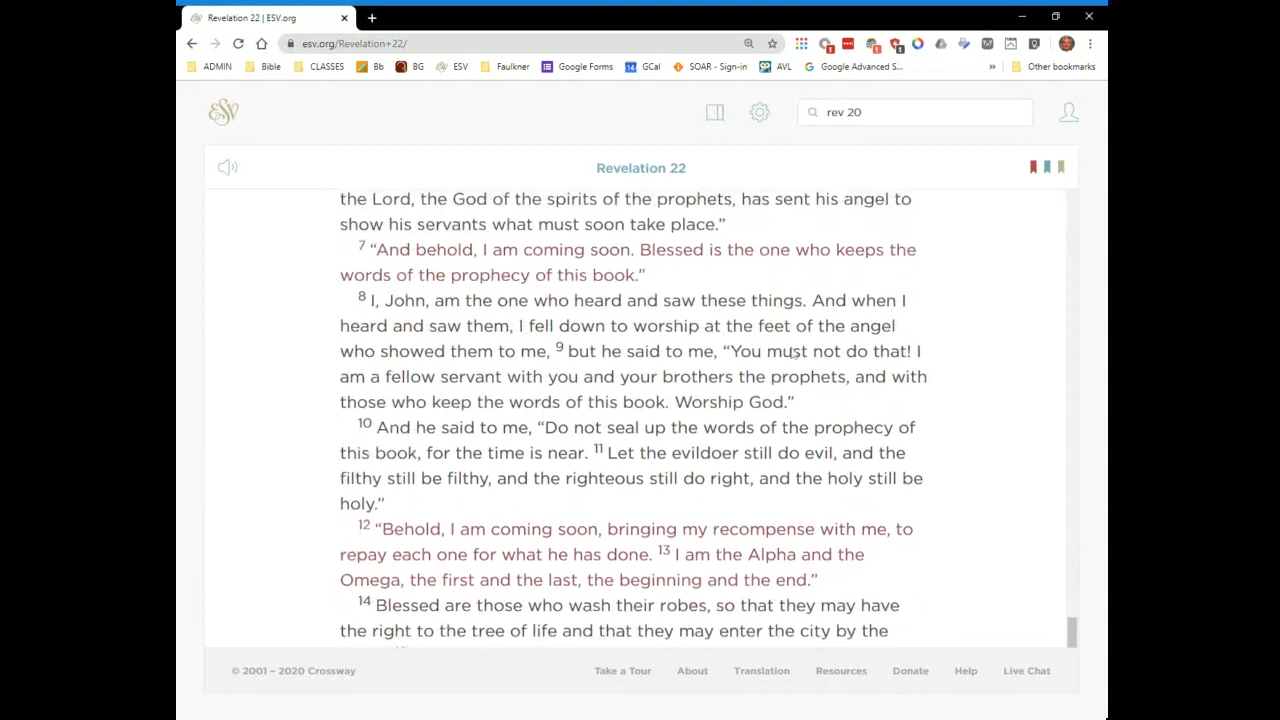 Revelation 22 | ESV.org
esv.org/Revelation+22/
ADMIN Bible CLASSES Bb BG ESV Faulkner Google Forms 14 GCal SOAR - Sign-in AVL Google Advanced S... » Other bookmarks
ESV rev 20
Revelation 22
the Lord, the God of the spirits of the prophets, has sent his angel to
show his servants what must soon take place.”
7 “And behold, I am coming soon. Blessed is the one who keeps the
words of the prophecy of this book.”
8 I, John, am the one who heard and saw these things. And when I
heard and saw them, I fell down to worship at the feet of the angel
who showed them to me, 9 but he said to me, “You must not do that! I
am a fellow servant with you and your brothers the prophets, and with
those who keep the words of this book. Worship God.”
10 And he said to me, “Do not seal up the words of the prophecy of
this book, for the time is near. 11 Let the evildoer still do evil, and the
filthy still be filthy, and the righteous still do right, and the holy still be
holy.”
12 “Behold, I am coming soon, bringing my recompense with me, to
repay each one for what he has done. 13 I am the Alpha and the
Omega, the first and the last, the beginning and the end.”
14 Blessed are those who wash their robes, so that they may have
the right to the tree of life and that they may enter the city by the
© 2001 – 2020 Crossway Take a Tour About Translation Resources Donate Help Live Chat